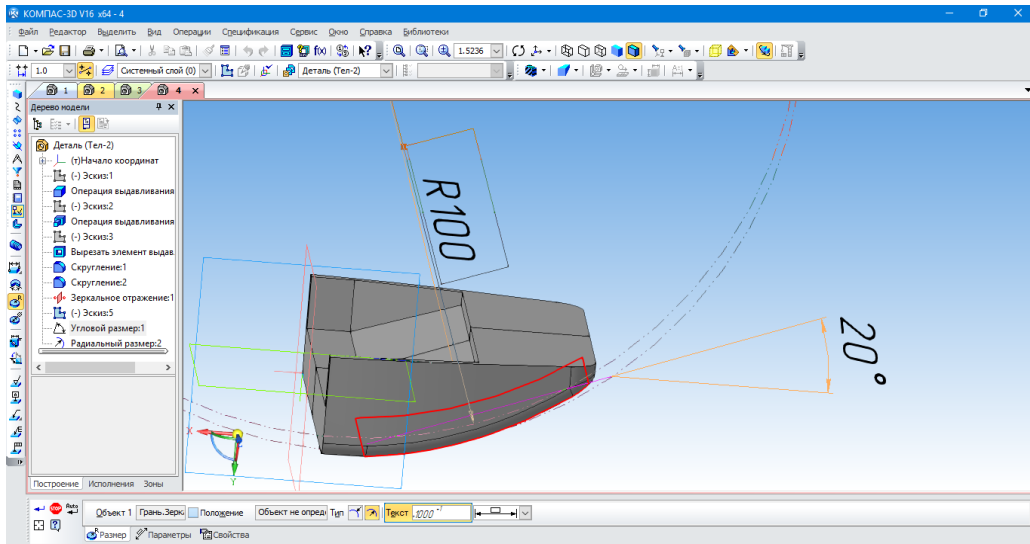 КОМПАС-3D V16 x64 - 4
Файл Редактор Выделить Вид Операции Спецификация Сервис Окно Справка Библиотеки
1.5236
1.0 Системный слой (0) Деталь (Тел-2)
1 2 3 4
Дерево модели
Деталь (Тел-2)
(т)Начало координат
(-) Эскиз:1
Операция выдавливания
(-) Эскиз:2
Операция выдавливания
(-) Эскиз:3
Вырезать элемент выдав
Скругление:1
Скругление:2
Зеркальное отражение:1
(-) Эскиз:5
Угловой размер:1
Радиальный размер:2
Построение Исполнения Зоны
R100
20°
X
Y
Auto
STOP
Объект 1 Грань.Зерк Положение Объект не опред Тип Текст
Размер Параметры Свойства